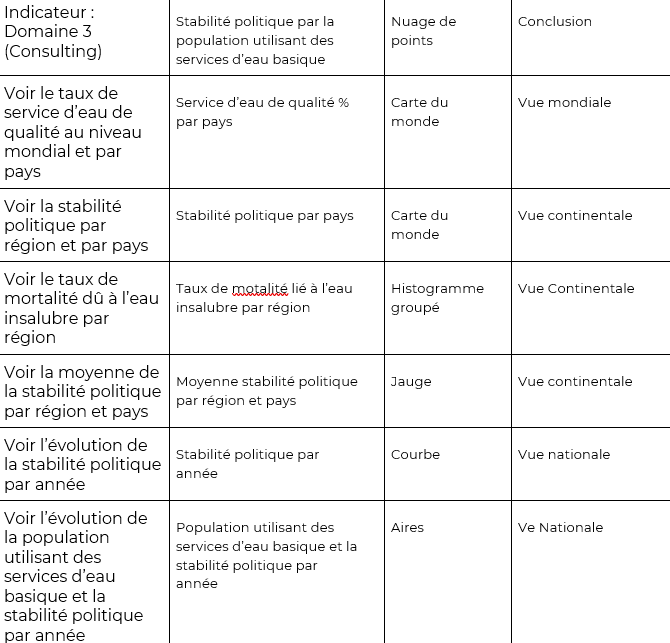 Indicateur :
Domaine 3
(Consulting)
Stabilité politique par la
population utilisant des
services d'eau basique
Nuage de
points
Conclusion
Voir le taux de
service d'eau de
qualité au niveau
mondial et par
pays
Service d'eau de qualité %
par pays
Carte du
monde
Vue mondiale
Voir la stabilité
politique par
région et par pays
Stabilité politique par pays
Carte du
monde
Vue continentale
Voir le taux de
mortalité dû à l'eau
insalubre par
région
Taux de motalité lié à l'eau
insalubre par région
Histogramme
groupé
Vue Continentale
Voir la moyenne de
la stabilité politique
par région et pays
Moyenne stabilité politique
par région et pays
Jauge
Vue continentale
Voir l'évolution de
la stabilité politique
par année
Stabilité politique par
année
Courbe
Vue nationale
Voir l'évolution de
la population
utilisant des
services d'eau
basique et la
stabilité politique
par année
Population utilisant des
services d'eau basique et la
stabilité politique par
année
Aires
Ve Nationale